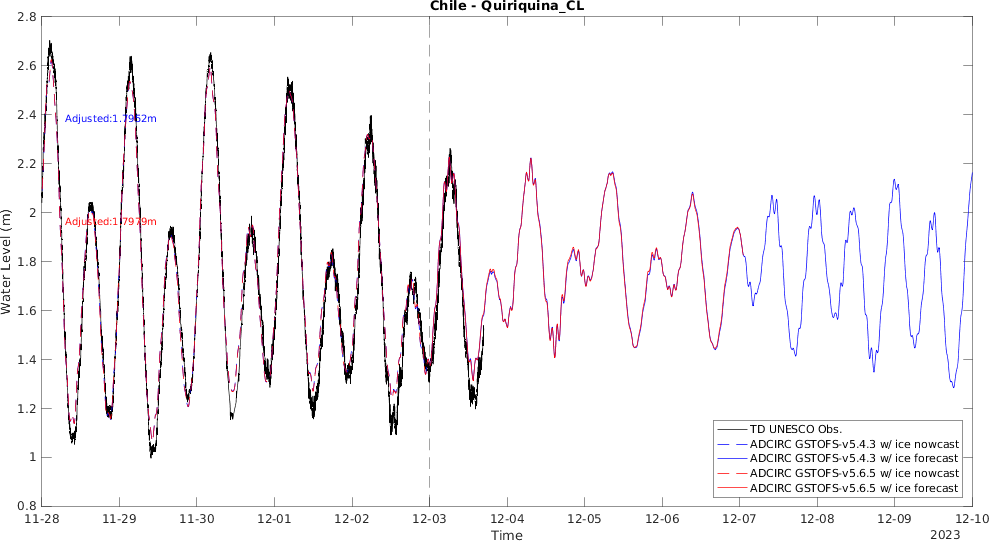 Chile - Quiriquina_CL
2.8
2.6
2.4
2.2
2
1.8
1.6
1.4
1.2
1
0.8
Water Level (m)
Adjusted:1.7962m
Adjusted:1.7979m
TD UNESCO Obs.
ADCIRC GSTOFS-v5.4.3 w/ ice nowcast
ADCIRC GSTOFS-v5.4.3 w/ ice forecast
ADCIRC GSTOFS-v5.6.5 w/ ice nowcast
ADCIRC GSTOFS-v5.6.5 w/ ice forecast
11-28 11-29 11-30 12-01 12-02 12-03 12-04 12-05 12-06 12-07 12-08 12-09 12-10
Time
2023